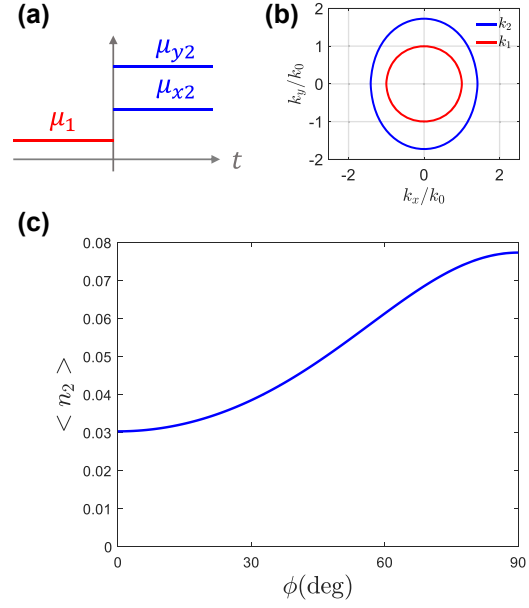 (a)
μy2
μx2
μ1
t
(b)
2
1
0
-1
-2
ky/k0
k2
k1
-2 0 2
kx/k0
(c)
0.08
0.07
0.06
0.05
0.04
0.03
0.02
0.01
0
< n2 >
0 30 60 90
ϕ(deg)